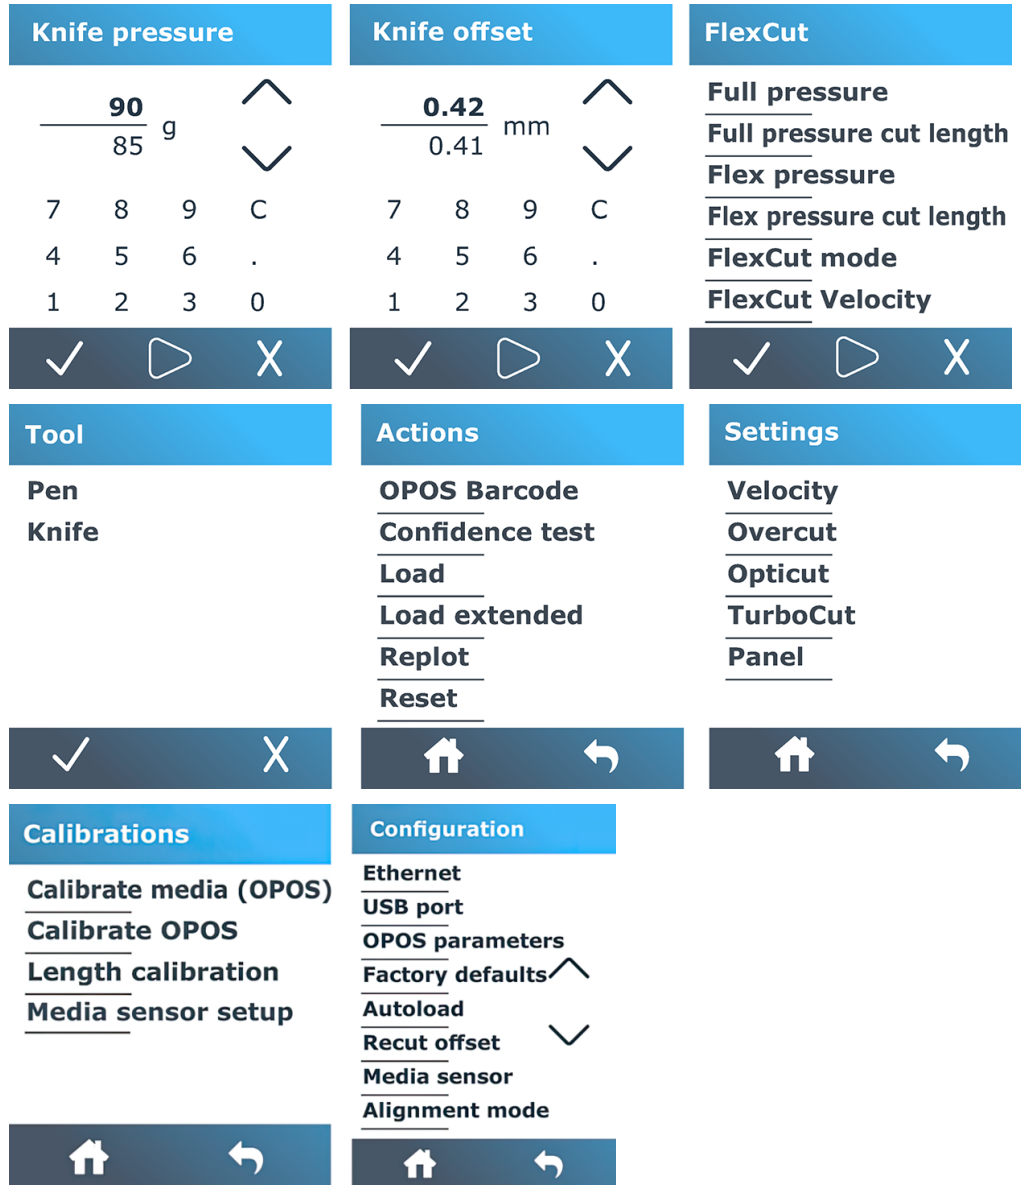 Knife pressure
90
85
g
7 8 9 C
4 5 6 .
1 2 3 0
Knife offset
0.42
0.41
mm
7 8 9 C
4 5 6 .
1 2 3 0
FlexCut
Full pressure
Full pressure cut length
Flex pressure
Flex pressure cut length
FlexCut mode
FlexCut Velocity
Tool
Pen
Knife
Actions
OPOS Barcode
Confidence test
Load
Load extended
Replot
Reset
Settings
Velocity
Overcut
Opticut
TurboCut
Panel
Calibrations
Calibrate media (OPOS)
Calibrate OPOS
Length calibration
Media sensor setup
Configuration
Ethernet
USB port
OPOS parameters
Factory defaults
Autoload
Recut offset
Media sensor
Alignment mode